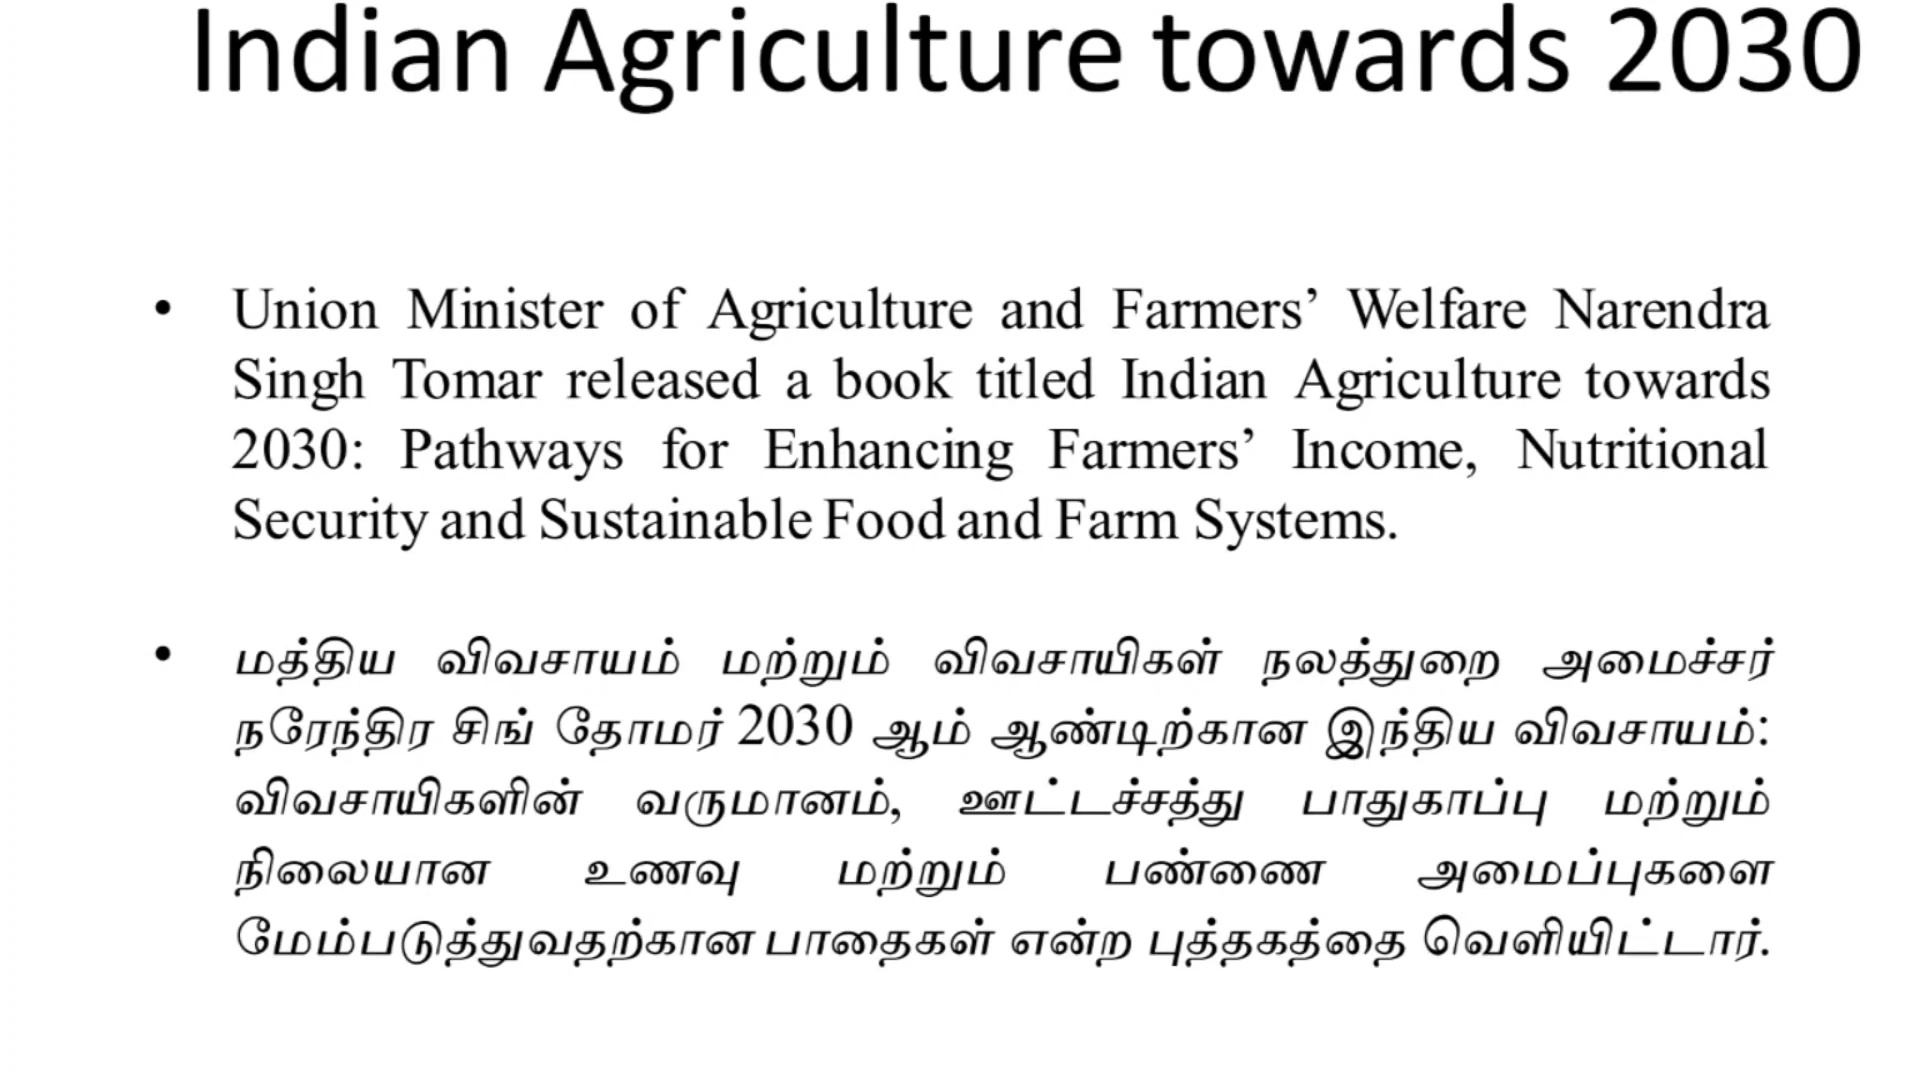 Indian Agriculture towards 2030
• Union Minister of Agriculture and Farmers’ Welfare Narendra
Singh Tomar released a book titled Indian Agriculture towards
2030: Pathways for Enhancing Farmers’ Income, Nutritional
Security and Sustainable Food and Farm Systems.
• மத்திய விவசாயம் மற்றும் விவசாயிகள் நலத்துறை அமைச்சர்
நரேந்திர சிங் தோமர் 2030 ஆம் ஆண்டிற்கான இந்திய விவசாயம்:
விவசாயிகளின் வருமானம், ஊட்டச்சத்து பாதுகாப்பு மற்றும்
நிலையான உணவு மற்றும் பண்ணை அமைப்புகளை
மேம்படுத்துவதற்கான பாதைகள் என்ற புத்தகத்தை வெளியிட்டார்.